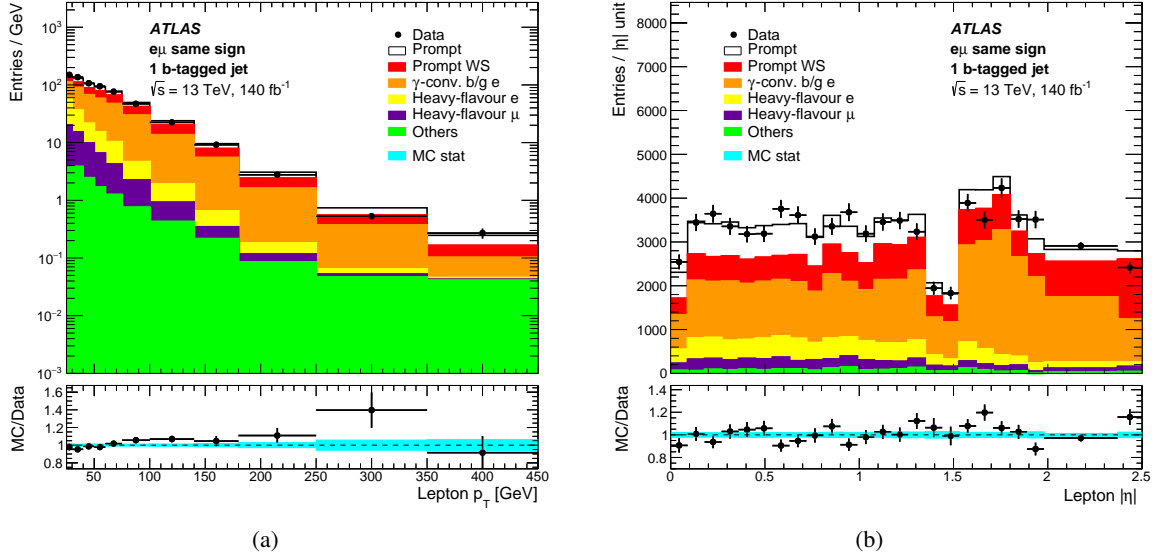 Entries / GeV
10³
10²
10
1
10⁻¹
10⁻²
10⁻³
ATLAS
eμ same sign
1 b-tagged jet
√s = 13 TeV, 140 fb⁻¹
Data
Prompt
Prompt WS
γ-conv. b/g e
Heavy-flavour e
Heavy-flavour μ
Others
MC stat
MC/Data
1.6
1.4
1.2
1
0.8
50 100 150 200 250 300 350 400 450
Lepton p_T [GeV]
(a)
Entries / |η| unit
8000
7000
6000
5000
4000
3000
2000
1000
0
Data
Prompt
Prompt WS
γ-conv. b/g e
Heavy-flavour e
Heavy-flavour μ
Others
MC stat
ATLAS
eμ same sign
1 b-tagged jet
√s = 13 TeV, 140 fb⁻¹
MC/Data
1.4
1.2
1
0.8
0 0.5 1 1.5 2 2.5
Lepton |η|
(b)